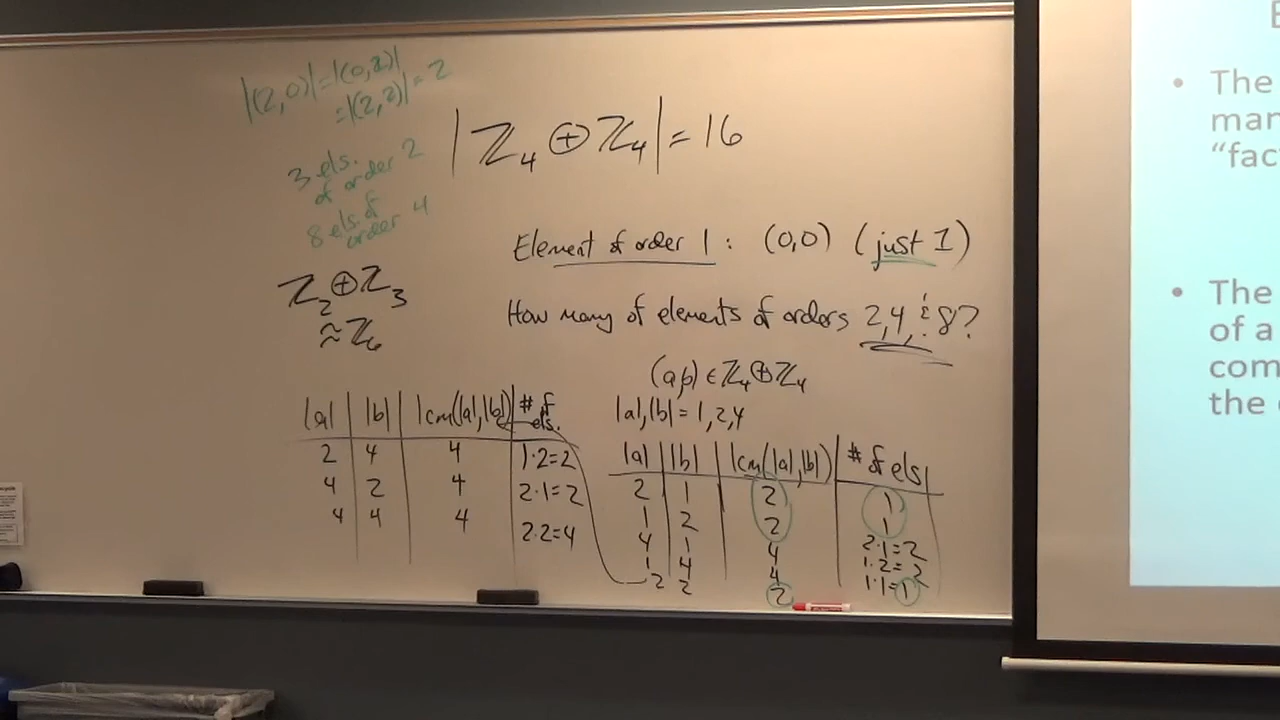 |(2,0)|=|(0,2)|
=|(2,2)|=2
3 els.
of order 2
8 els. of
order 4
|ℤ₄⊕ℤ₄|=16
Element of order 1: (0,0) (just 1)
ℤ₂⊕ℤ₃
≈ℤ₆
How many of elements of orders 2,4, & 8?
(a,b)∈ℤ₄⊕ℤ₄
|a|,|b|=1,2,4
|a| |b| lcm(|a|,|b|) # of els.
2 4 4 1·2=2
4 2 4 2·1=2
4 4 4 2·2=4
|a| |b| lcm(|a|,|b|) # of els
2 1 2 1
1 2 2 1
4 1 4 2·1=2
1 4 4 1·2=2
2 2 2 1·1=1
• The
“fac
• The
of a
com
the